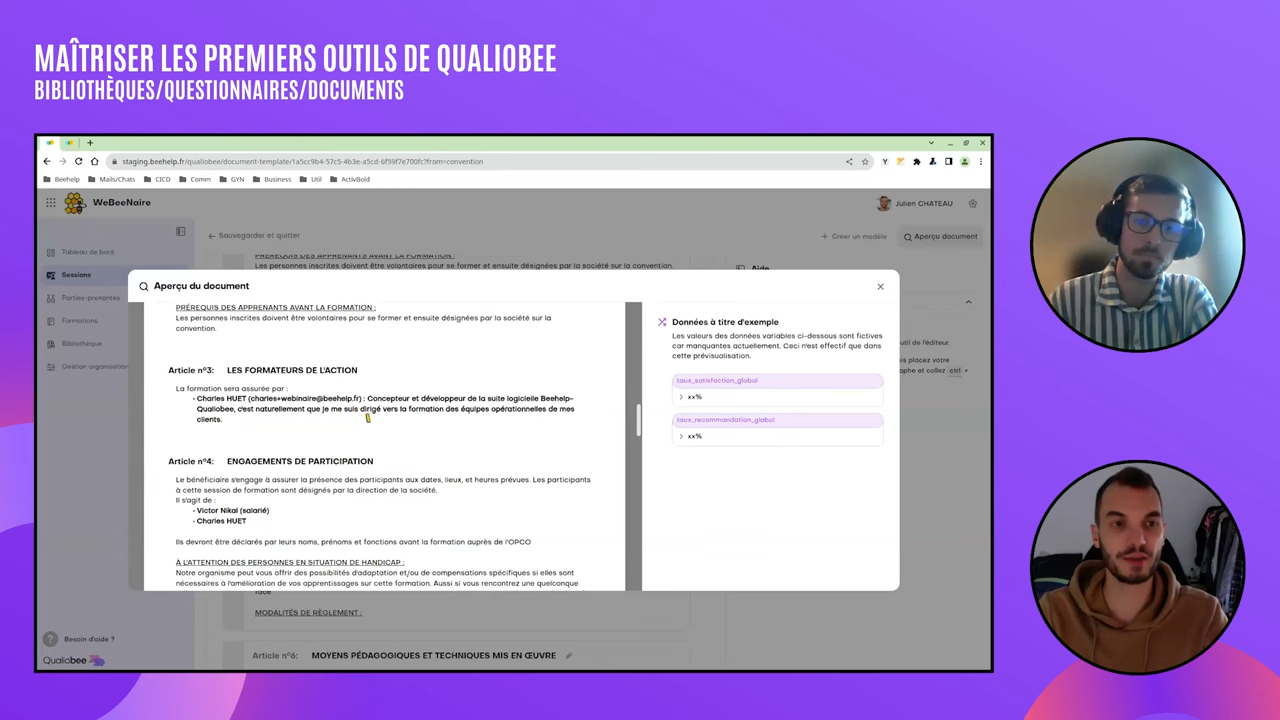 MAÎTRISER LES PREMIERS OUTILS DE QUALIOBEE
BIBLIOTHÈQUES/QUESTIONNAIRES/DOCUMENTS
staging.beehelp.fr/qualiobee/document-template/1a5cc9b4-57c5-4b3e-a5cd-6f59f7e700fc?from=convention
Beehelp
Mails/Chats
CICD
Comm
GYN
Business
Util
ActivBold
WeBeeNaire
Julien CHATEAU
Sauvegarder et quitter
Créer un modèle
Aperçu document
Tableau de bord
Sessions
Parties-prenantes
Formations
Bibliothèque
Gestion organisation
PRÉREQUIS DES APPRENANTS AVANT LA FORMATION :
Les personnes inscrites doivent être volontaires pour se former et ensuite désignées par la société sur la convention.
Aide
Aperçu du document
PRÉREQUIS DES APPRENANTS AVANT LA FORMATION :
Les personnes inscrites doivent être volontaires pour se former et ensuite désignées par la société sur la
convention.
Article n°3: LES FORMATEURS DE L'ACTION
La formation sera assurée par :
- Charles HUET (charles+webinaire@beehelp.fr) : Concepteur et développeur de la suite logicielle Beehelp-
Qualiobee, c'est naturellement que je me suis dirigé vers la formation des équipes opérationnelles de mes
clients.
Article n°4: ENGAGEMENTS DE PARTICIPATION
Le bénéficiaire s'engage à assurer la présence des participants aux dates, lieux, et heures prévues. Les participants
à cette session de formation sont désignés par la direction de la société.
Il s'agit de :
- Victor Nikal (salarié)
- Charles HUET
Ils devront être déclarés par leurs noms, prénoms et fonctions avant la formation auprès de l'OPCO
À L'ATTENTION DES PERSONNES EN SITUATION DE HANDICAP :
Notre organisme peut vous offrir des possibilités d'adaptation et/ou de compensations spécifiques si elles sont
nécessaires à l'amélioration de vos apprentissages sur cette formation. Aussi si vous rencontrez une quelconque
Données à titre d'exemple
Les valeurs des données variables ci-dessous sont fictives
car manquantes actuellement. Ceci n'est effectif que dans
cette prévisualisation.
taux_satisfaction_global
xx%
taux_recommandation_global
xx%
util de l'éditeur.
is placez votre
aphe et collez ctrl +
face
MODALITÉS DE RÈGLEMENT :
Article n°6: MOYENS PÉDAGOGIQUES ET TECHNIQUES MIS EN ŒUVRE
Besoin d'aide ?
Qualiobee